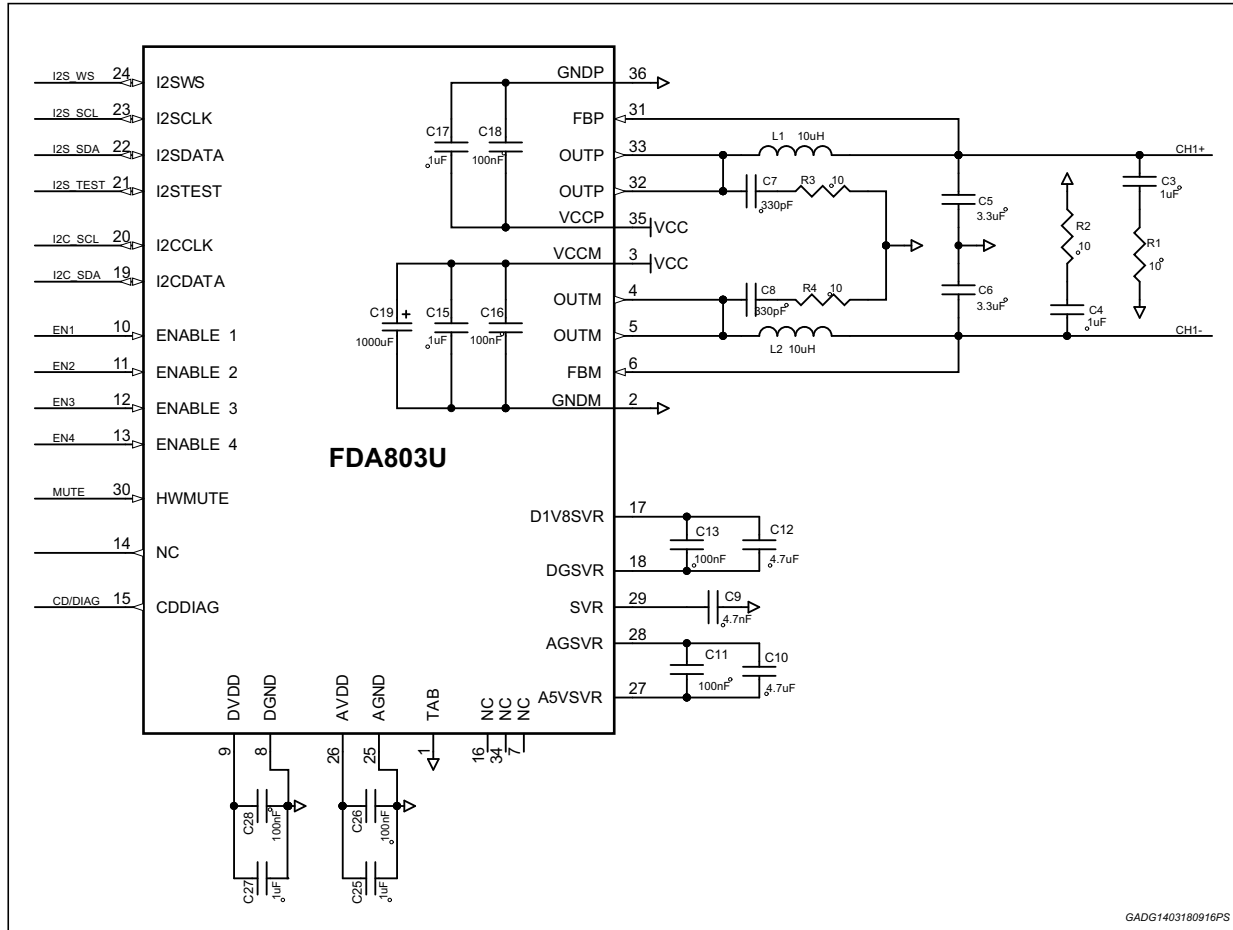 I2S_WS 24 I2SWS
I2S_SCL 23 I2SCLK
I2S_SDA 22 I2SDATA
I2S_TEST 21 I2STEST
I2C_SCL 20 I2CCLK
I2C_SDA 19 I2CDATA
EN1 10 ENABLE 1
EN2 11 ENABLE 2
EN3 12 ENABLE 3
EN4 13 ENABLE 4
MUTE 30 HWMUTE
14 NC
CD/DIAG 15 CDDIAG
FDA803U
GNDP 36
FBP 31
OUTP 33
OUTP 32
VCCP 35 VCC
VCCM 3 VCC
OUTM 4
OUTM 5
FBM 6
GNDM 2
C17
1uF
C18
100nF
C19 +
1000uF
C15
1uF
C16
100nF
L1 10uH
C7
330pF
R3 10
C8
330pF
R4 10
L2 10uH
C5
3.3uF
C6
3.3uF
R2
10
C4
1uF
C3
1uF
R1
10
CH1+
CH1-
D1V8SVR 17
DGSVR 18
SVR 29
AGSVR 28
A5VSVR 27
C13
100nF
C12
4.7uF
C9
4.7nF
C11
100nF
C10
4.7uF
DVDD 9
DGND 8
AVDD 26
AGND 25
TAB 1
NC 16
NC 34
NC 7
C28
100nF
C27
1uF
C26
100nF
C25
1uF
GADG1403180916PS